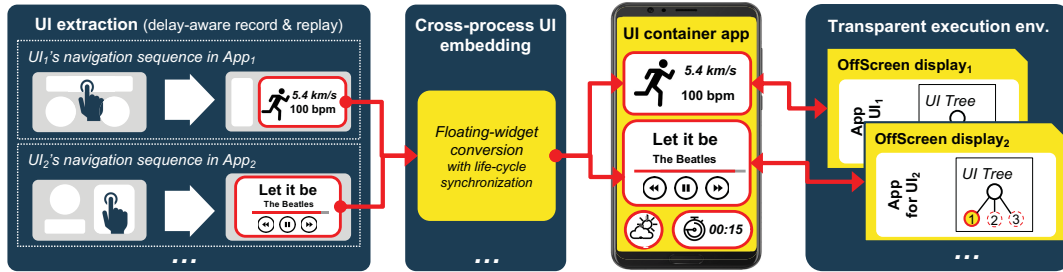 UI extraction (delay-aware record & replay)
UI1's navigation sequence in App1
5.4 km/s
100 bpm
UI2's navigation sequence in App2
Let it be
The Beatles
...
Cross-process UI
embedding
Floating-widget
conversion
with life-cycle
synchronization
...
UI container app
5.4 km/s
100 bpm
Let it be
The Beatles
00:15
Transparent execution env.
OffScreen display1
App
UI1
UI Tree
OffScreen display2
App
for UI2
UI Tree
1 2 3
...